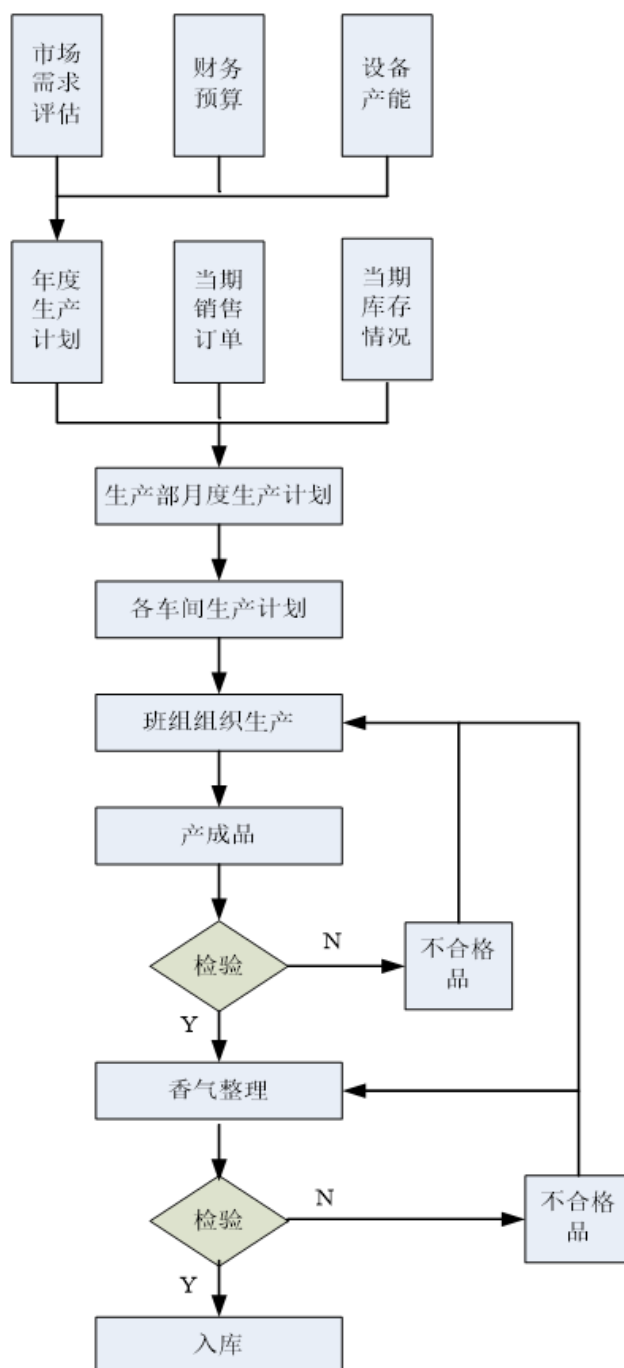 市场
需求
评估
财务
预算
设备
产能
年度
生产
计划
当期
销售
订单
当期
库存
情况
生产部月度生产计划
各车间生产计划
班组组织生产
产成品
检验
N
不合格
品
Y
香气整理
检验
N
不合格
品
Y
入库